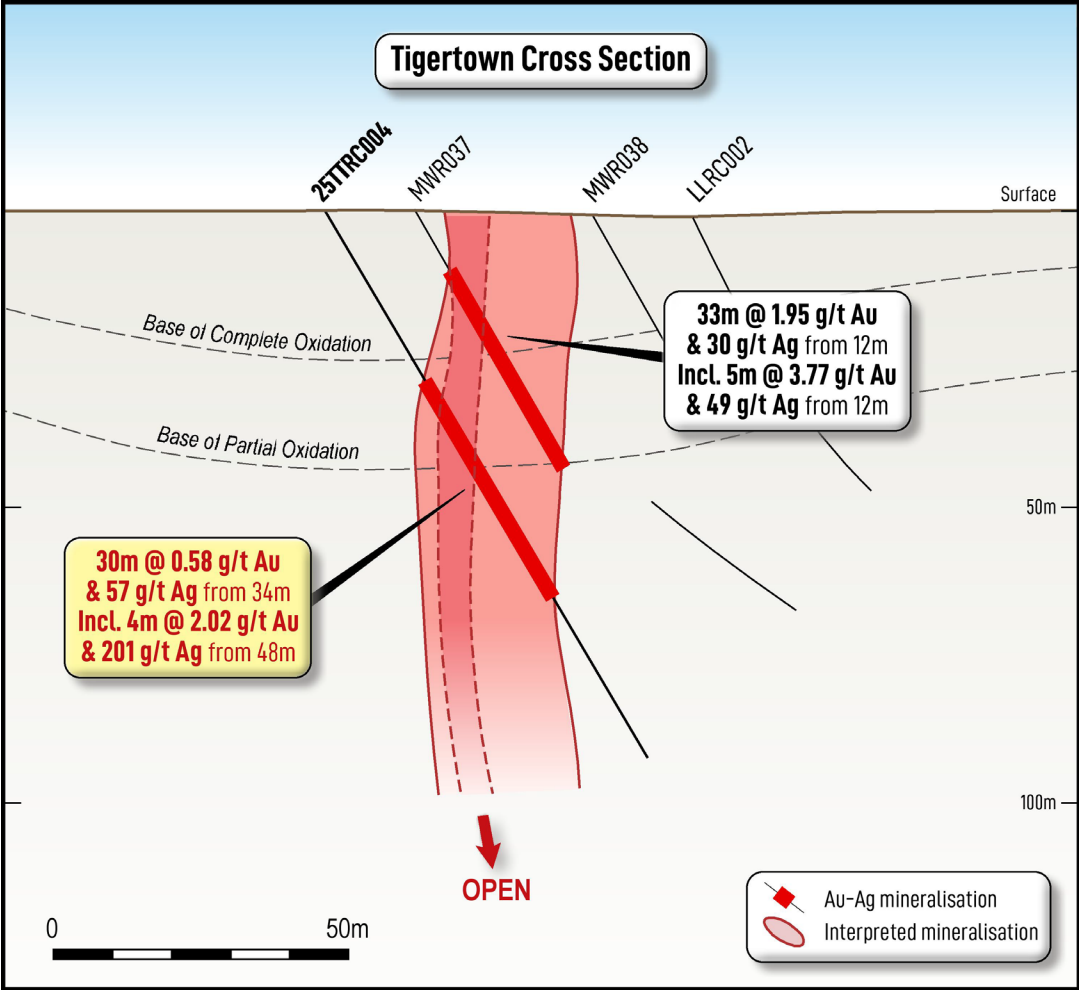 Tigertown Cross Section
25TTRC004
MWR037
MWR038
LLRC002
Surface
33m @ 1.95 g/t Au
& 30 g/t Ag from 12m
Incl. 5m @ 3.77 g/t Au
& 49 g/t Ag from 12m
Base of Complete Oxidation
Base of Partial Oxidation
50m
30m @ 0.58 g/t Au
& 57 g/t Ag from 34m
Incl. 4m @ 2.02 g/t Au
& 201 g/t Ag from 48m
100m
OPEN
0 50m
Au-Ag mineralisation
Interpreted mineralisation